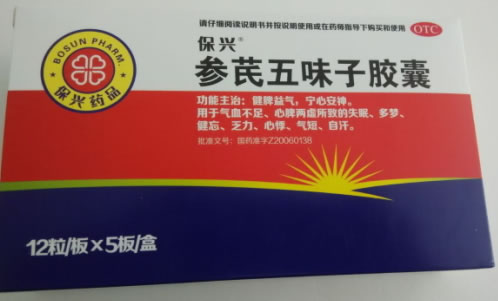 请仔细阅读说明书并按说明使用或在药师指导下购买和使用
OTC
BOSUN PHARM.
保兴药品
保兴®
参芪五味子胶囊
功能主治：健脾益气，宁心安神。
用于气血不足、心脾两虚所致的失眠、多梦、
健忘、乏力、心悸、气短、自汗。
批准文号：国药准字Z20060138
12粒/板x5板/盒